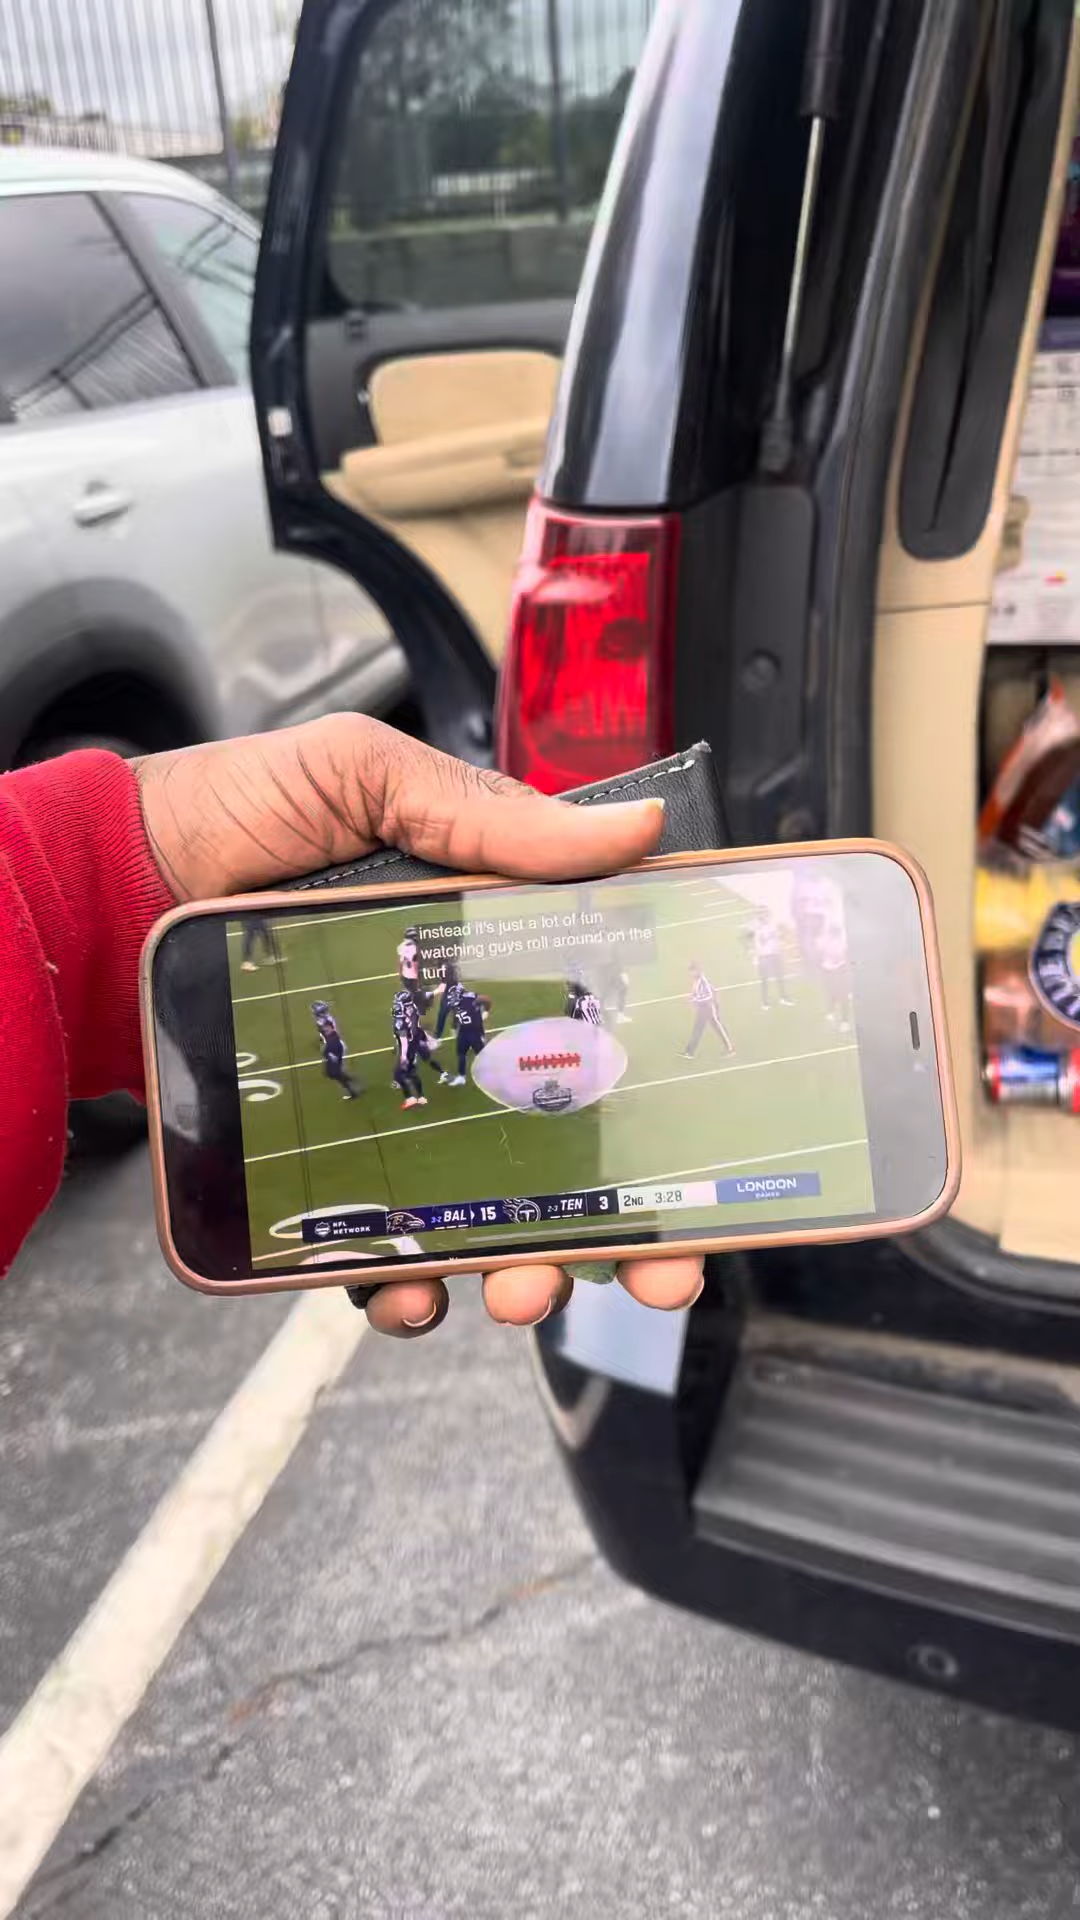 instead it's just a lot of fun
watching guys roll around on the
turf
15
NFL
NETWORK
3-2 BAL 15
2-3 TEN 3
2ND 3:28
LONDON
GAMES